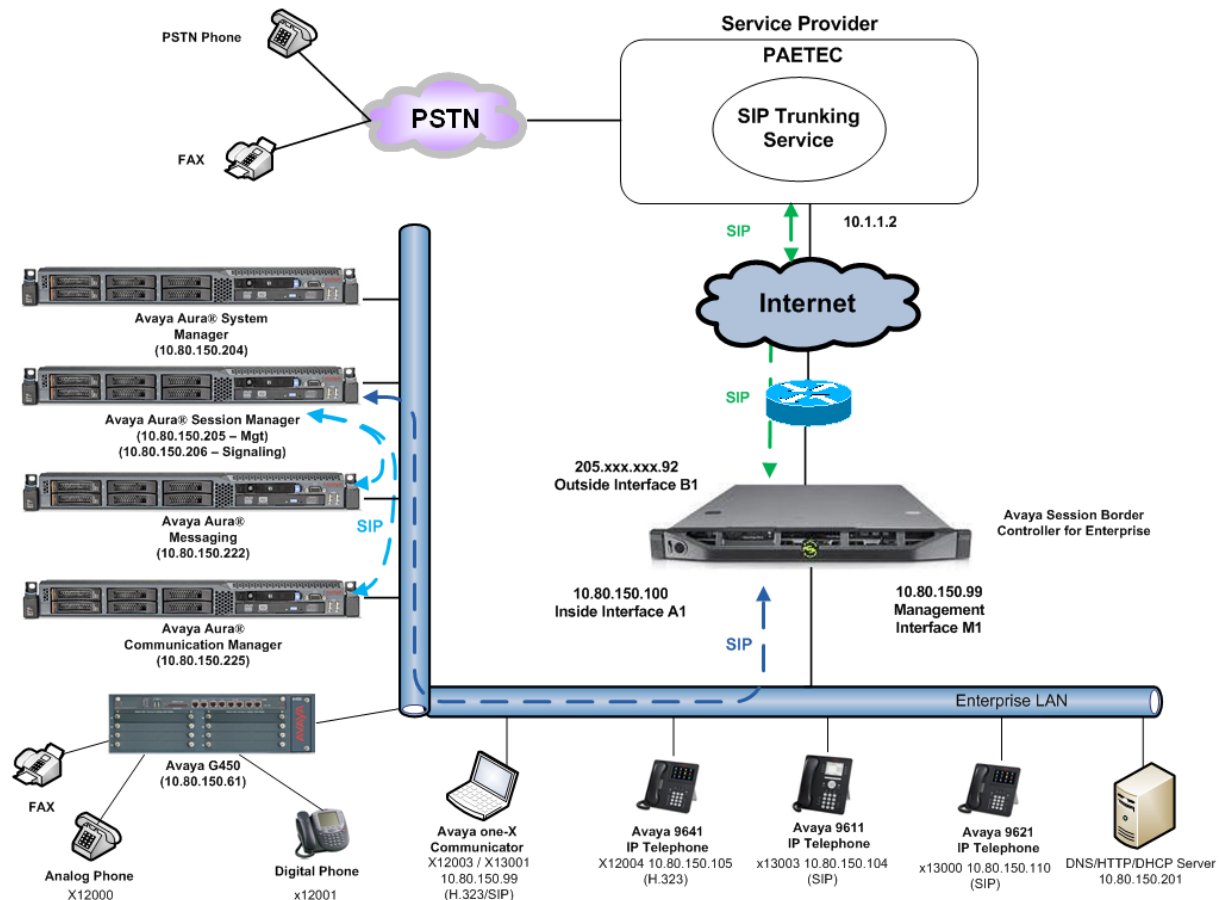 Service Provider
PAETEC
SIP Trunking
Service
PSTN Phone
PSTN
FAX
SIP
10.1.1.2
Internet
SIP
Avaya Aura® System
Manager
(10.80.150.204)
Avaya Aura® Session Manager
(10.80.150.205 – Mgt)
(10.80.150.206 – Signaling)
Avaya Aura®
Messaging
(10.80.150.222)
SIP
Avaya Aura®
Communication Manager
(10.80.150.225)
205.xxx.xxx.92
Outside Interface B1
Avaya Session Border
Controller for Enterprise
10.80.150.100
Inside Interface A1
10.80.150.99
Management
Interface M1
SIP
Enterprise LAN
AVAYA
Avaya G450
(10.80.150.61)
FAX
Analog Phone
X12000
Digital Phone
x12001
Avaya one-X
Communicator
X12003 / X13001
10.80.150.99
(H.323/SIP)
Avaya 9641
IP Telephone
X12004 10.80.150.105
(H.323)
Avaya 9611
IP Telephone
x13003 10.80.150.104
(SIP)
Avaya 9621
IP Telephone
x13000 10.80.150.110
(SIP)
DNS/HTTP/DHCP Server
10.80.150.201